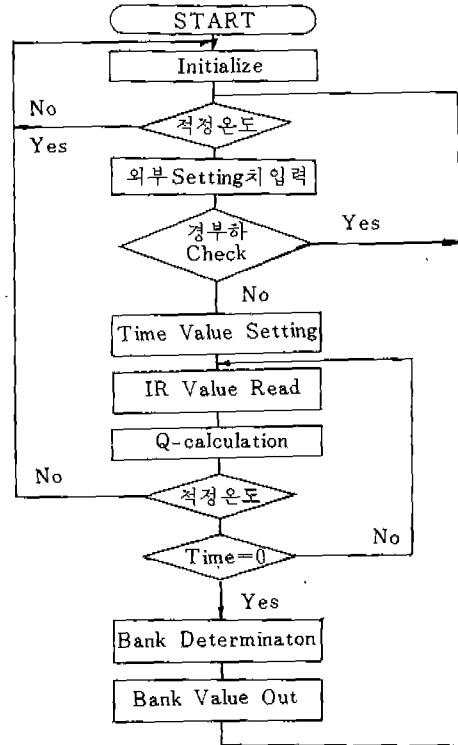 START
Initialize
No
적정온도
Yes
외부 Setting치 입력
경부하
Check
Yes
No
Time Value Setting
IR Value Read
Q-calculation
No
적정온도
No
Time=0
Yes
Bank Determinaton
Bank Value Out